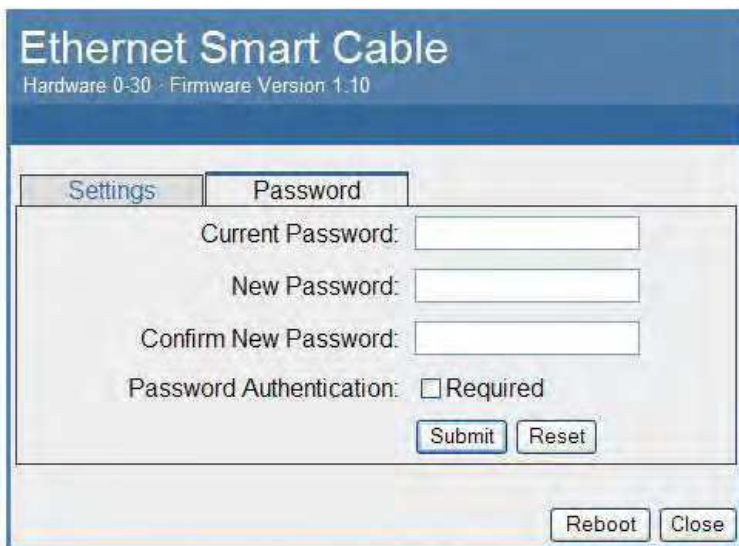 Ethernet Smart Cable
Hardware 0-30 · Firmware Version 1.10
Settings Password
Current Password:
New Password:
Confirm New Password:
Password Authentication: Required
Submit Reset
Reboot Close